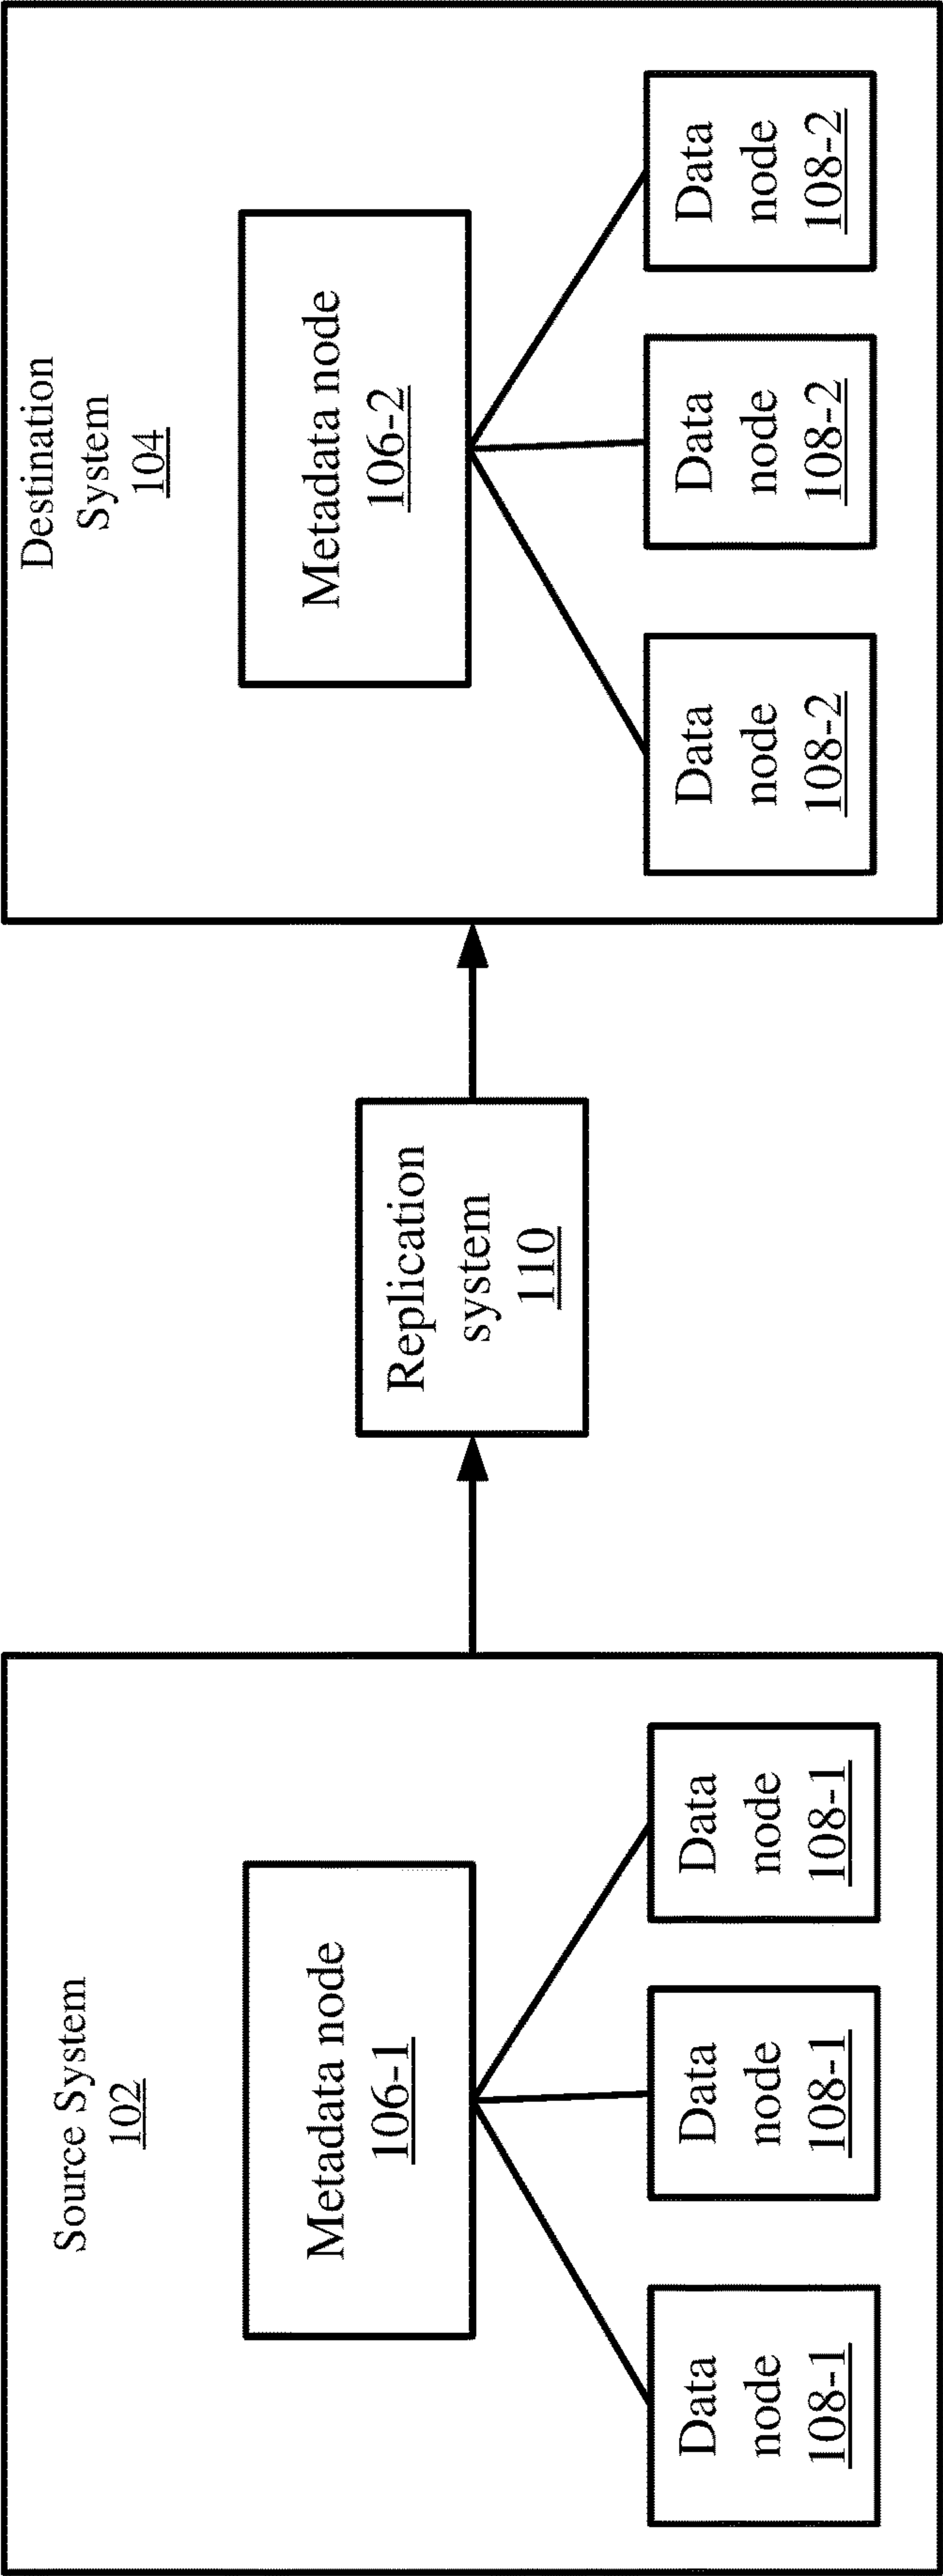 Source System
102
Metadata node
106-1
Data
node
108-1
Data
node
108-1
Data
node
108-1
Replication
system
110
Destination
System
104
Metadata node
106-2
Data
node
108-2
Data
node
108-2
Data
node
108-2